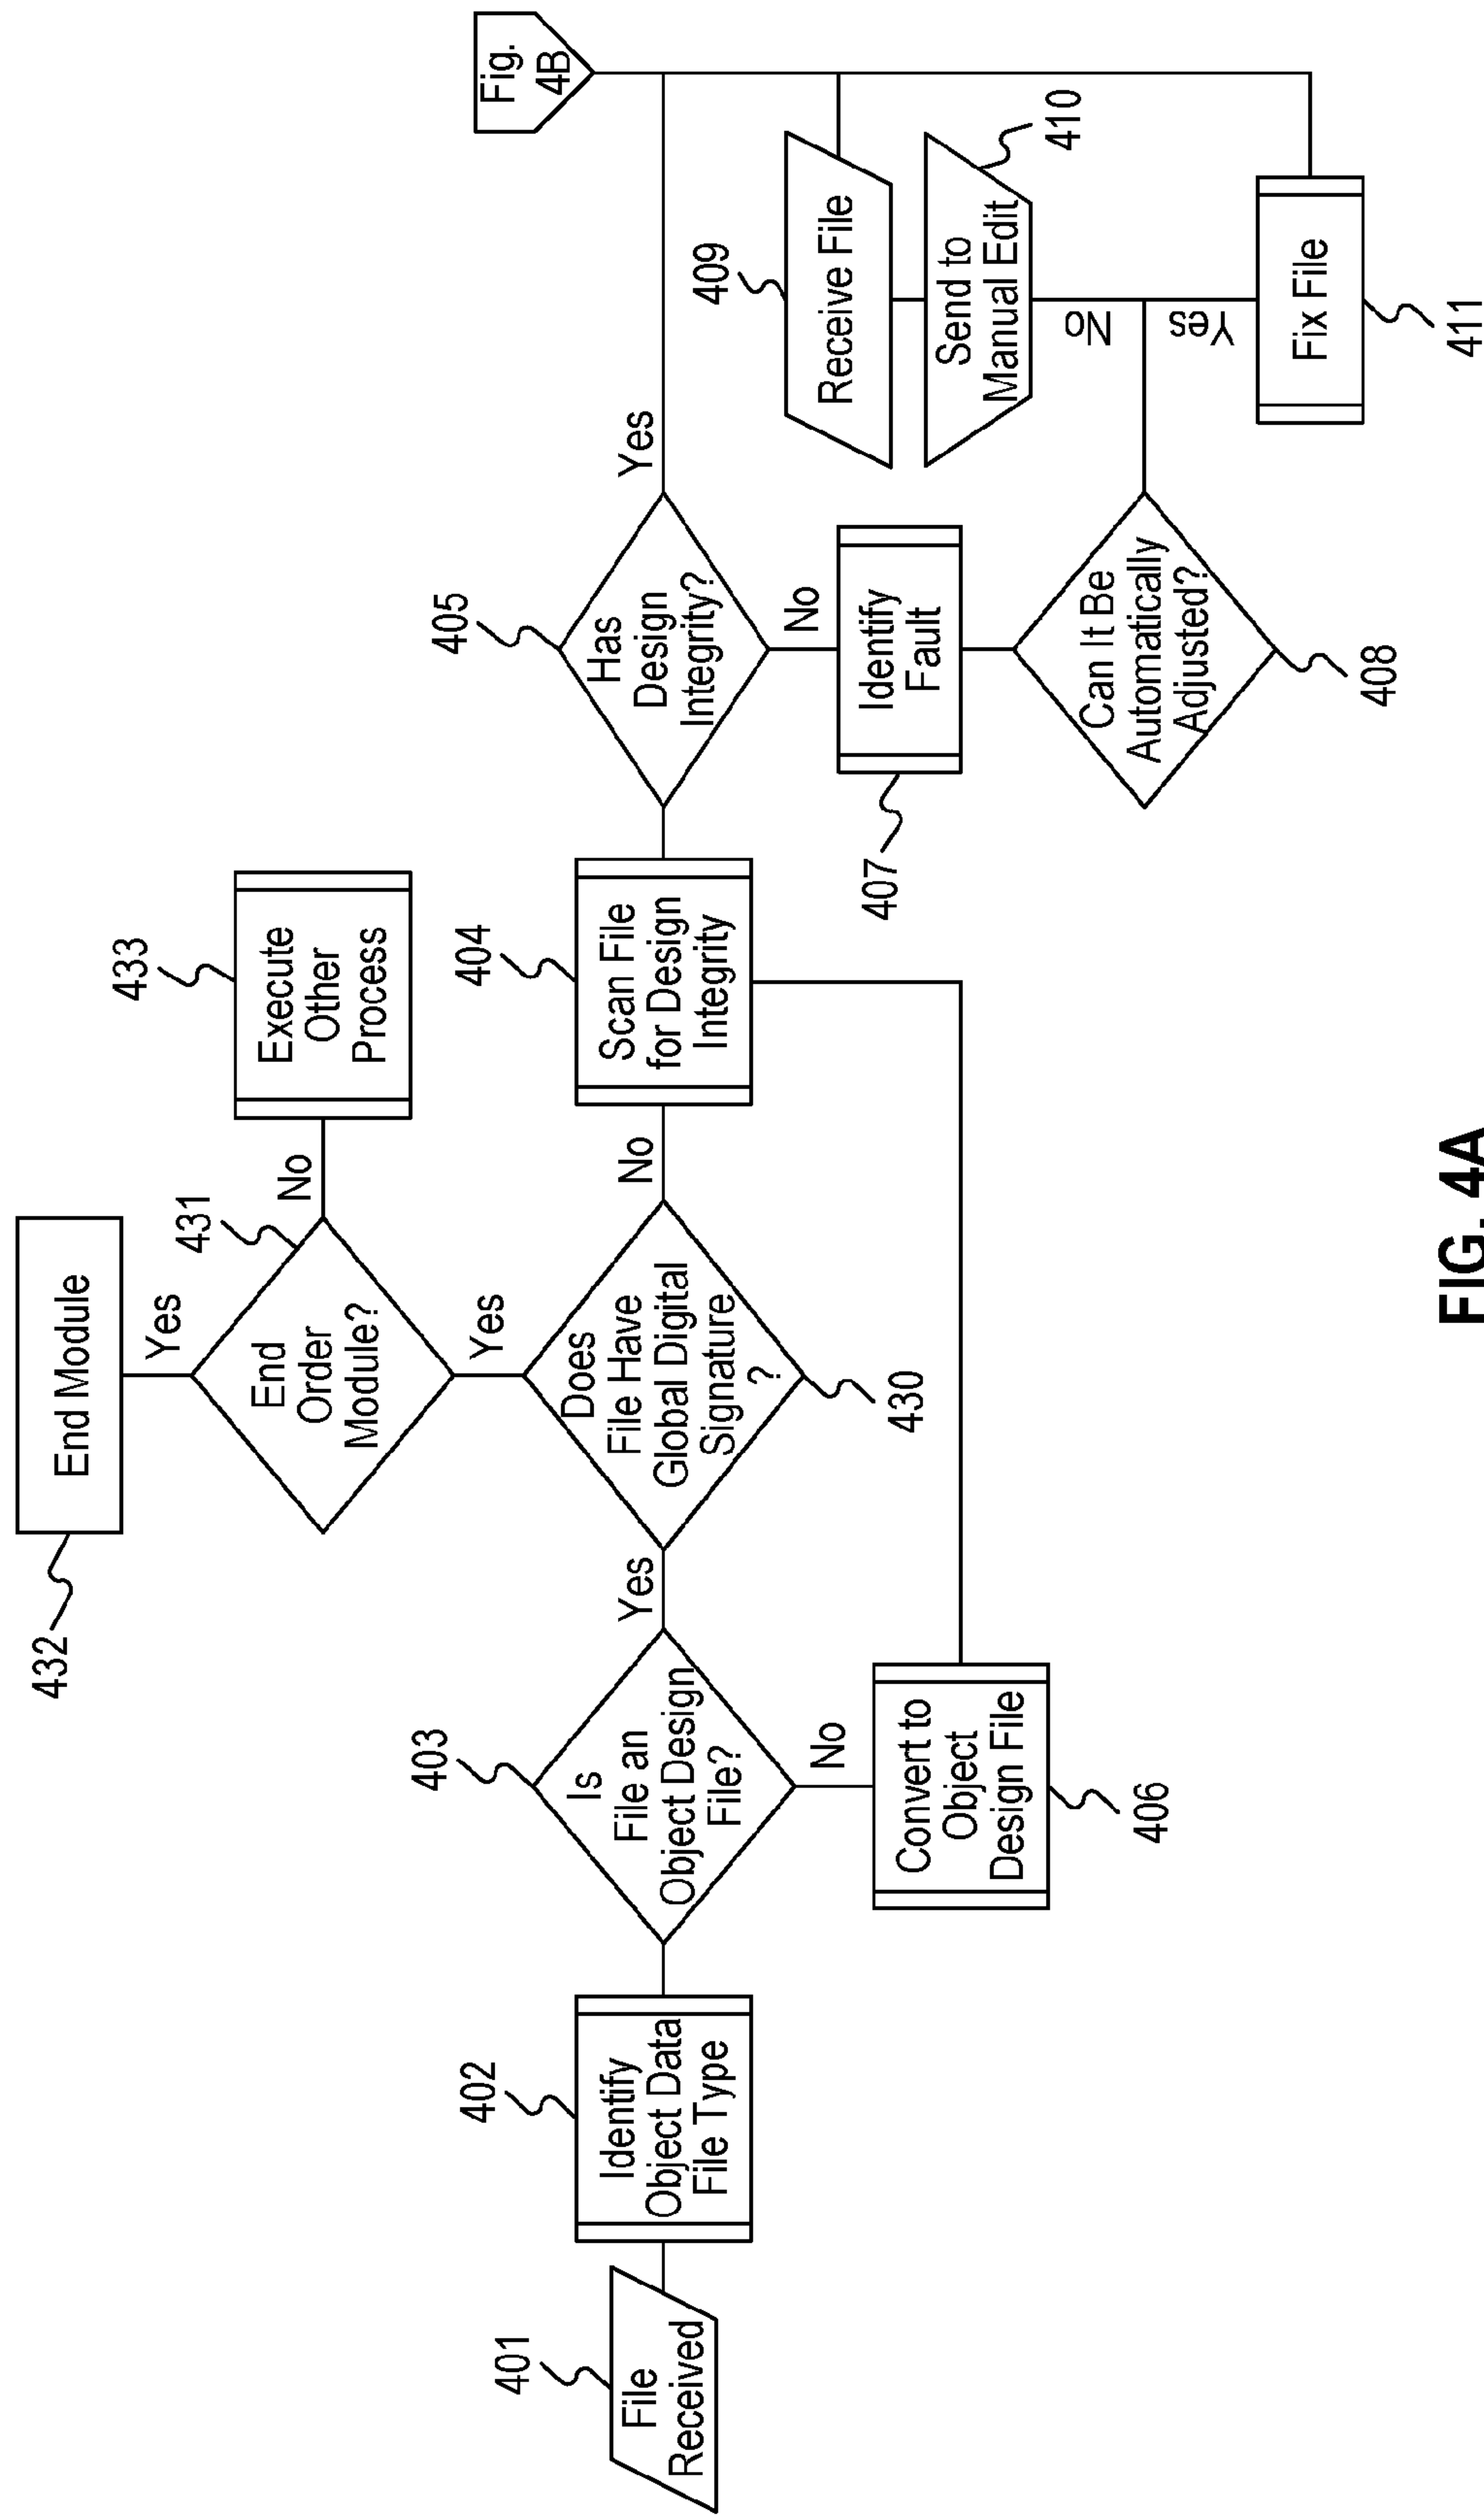 401
File
Received
402
Identify
Object Data
File Type
403
Is
File an
Object Design
File?
Yes
No
406
Convert to
Object
Design File
Does
File Have
Global Digital
Signature
?
430
Yes
No
431
End
Order
Module?
Yes
No
432
End Module
433
Execute
Other
Process
404
Scan File
for Design
Integrity
405
Has
Design
Integrity?
Yes
No
407
Identify
Fault
Can It Be
Automatically
Adjusted?
408
No
Yes
409
Receive File
Send to
Manual Edit
410
Fix File
411
Fig.
4B
FIG. 4A